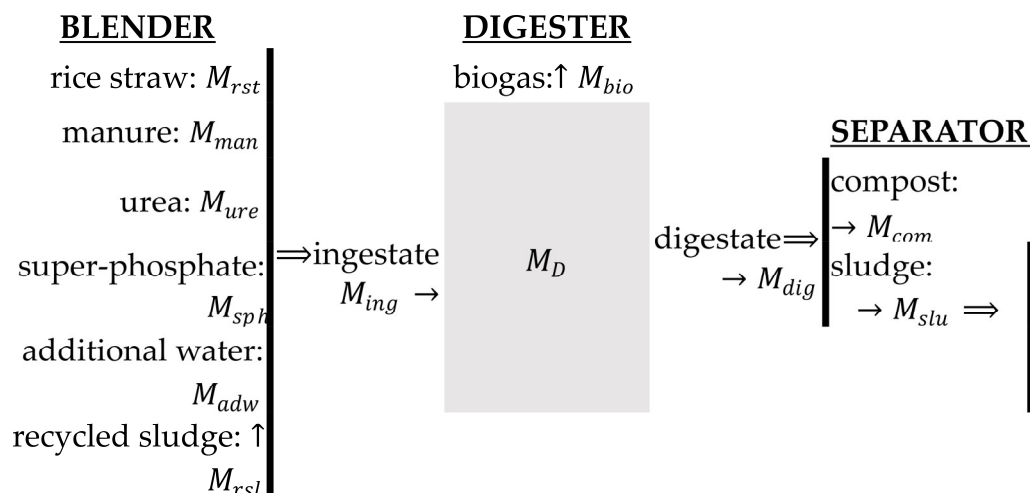 BLENDER
rice straw: M_rst
manure: M_man
urea: M_ure
super-phosphate:
M_sph
additional water:
M_adw
recycled sludge: ↑
M_rsl
⇒ingestate
M_ing →
DIGESTER
biogas:↑ M_bio
M_D
digestate⇒
→ M_dig
SEPARATOR
compost:
→ M_com
sludge:
→ M_slu ⇒